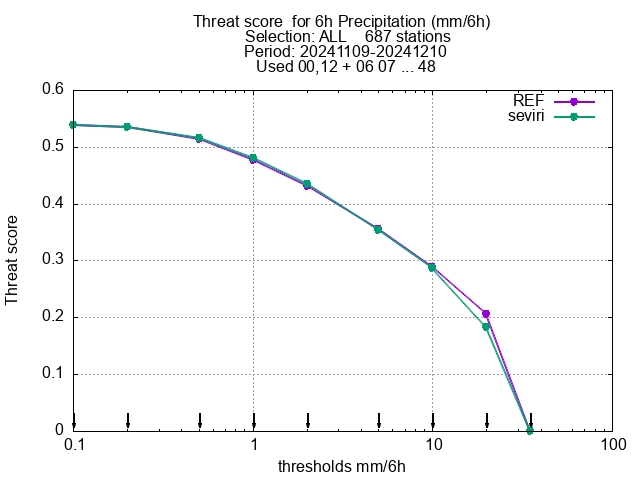 Threat score  for 6h Precipitation (mm/6h)
Selection: ALL    687 stations
Period: 20241109-20241210
Used 00,12 + 06 07 ... 48
REF
seviri
Threat score
0.6
0.5
0.4
0.3
0.2
0.1
0
0.1 1 10 100
thresholds mm/6h